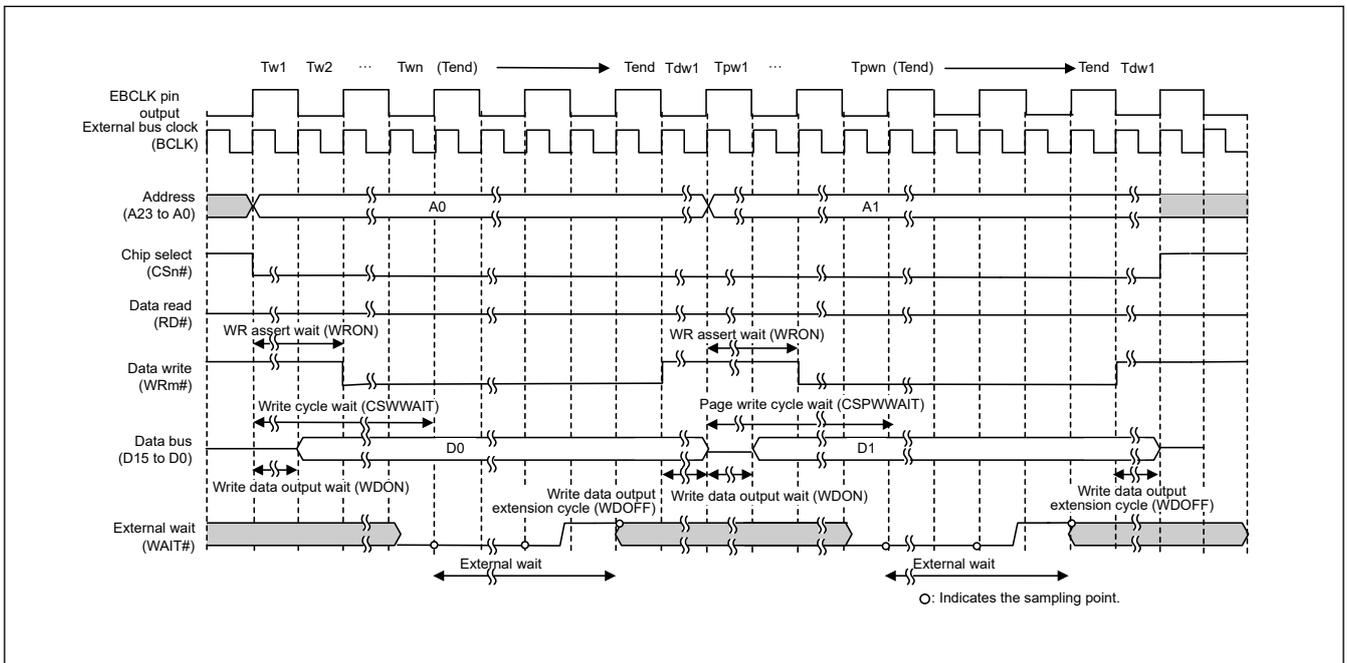 Tw1 Tw2 ... Twn (Tend) Tend Tdw1 Tpw1 ... Tpwn (Tend) Tend Tdw1
EBCLK pin
output
External bus clock
(BCLK)
Address
(A23 to A0)
A0 A1
Chip select
(CSn#)
Data read
(RD#)
WR assert wait (WRON) WR assert wait (WRON)
Data write
(WRm#)
Write cycle wait (CSWWAIT) Page write cycle wait (CSPWWAIT)
Data bus
(D15 to D0)
D0 D1
Write data output wait (WDON) Write data output wait (WDON)
Write data output
extension cycle (WDOFF)
Write data output
extension cycle (WDOFF)
External wait
(WAIT#)
External wait External wait
: Indicates the sampling point.